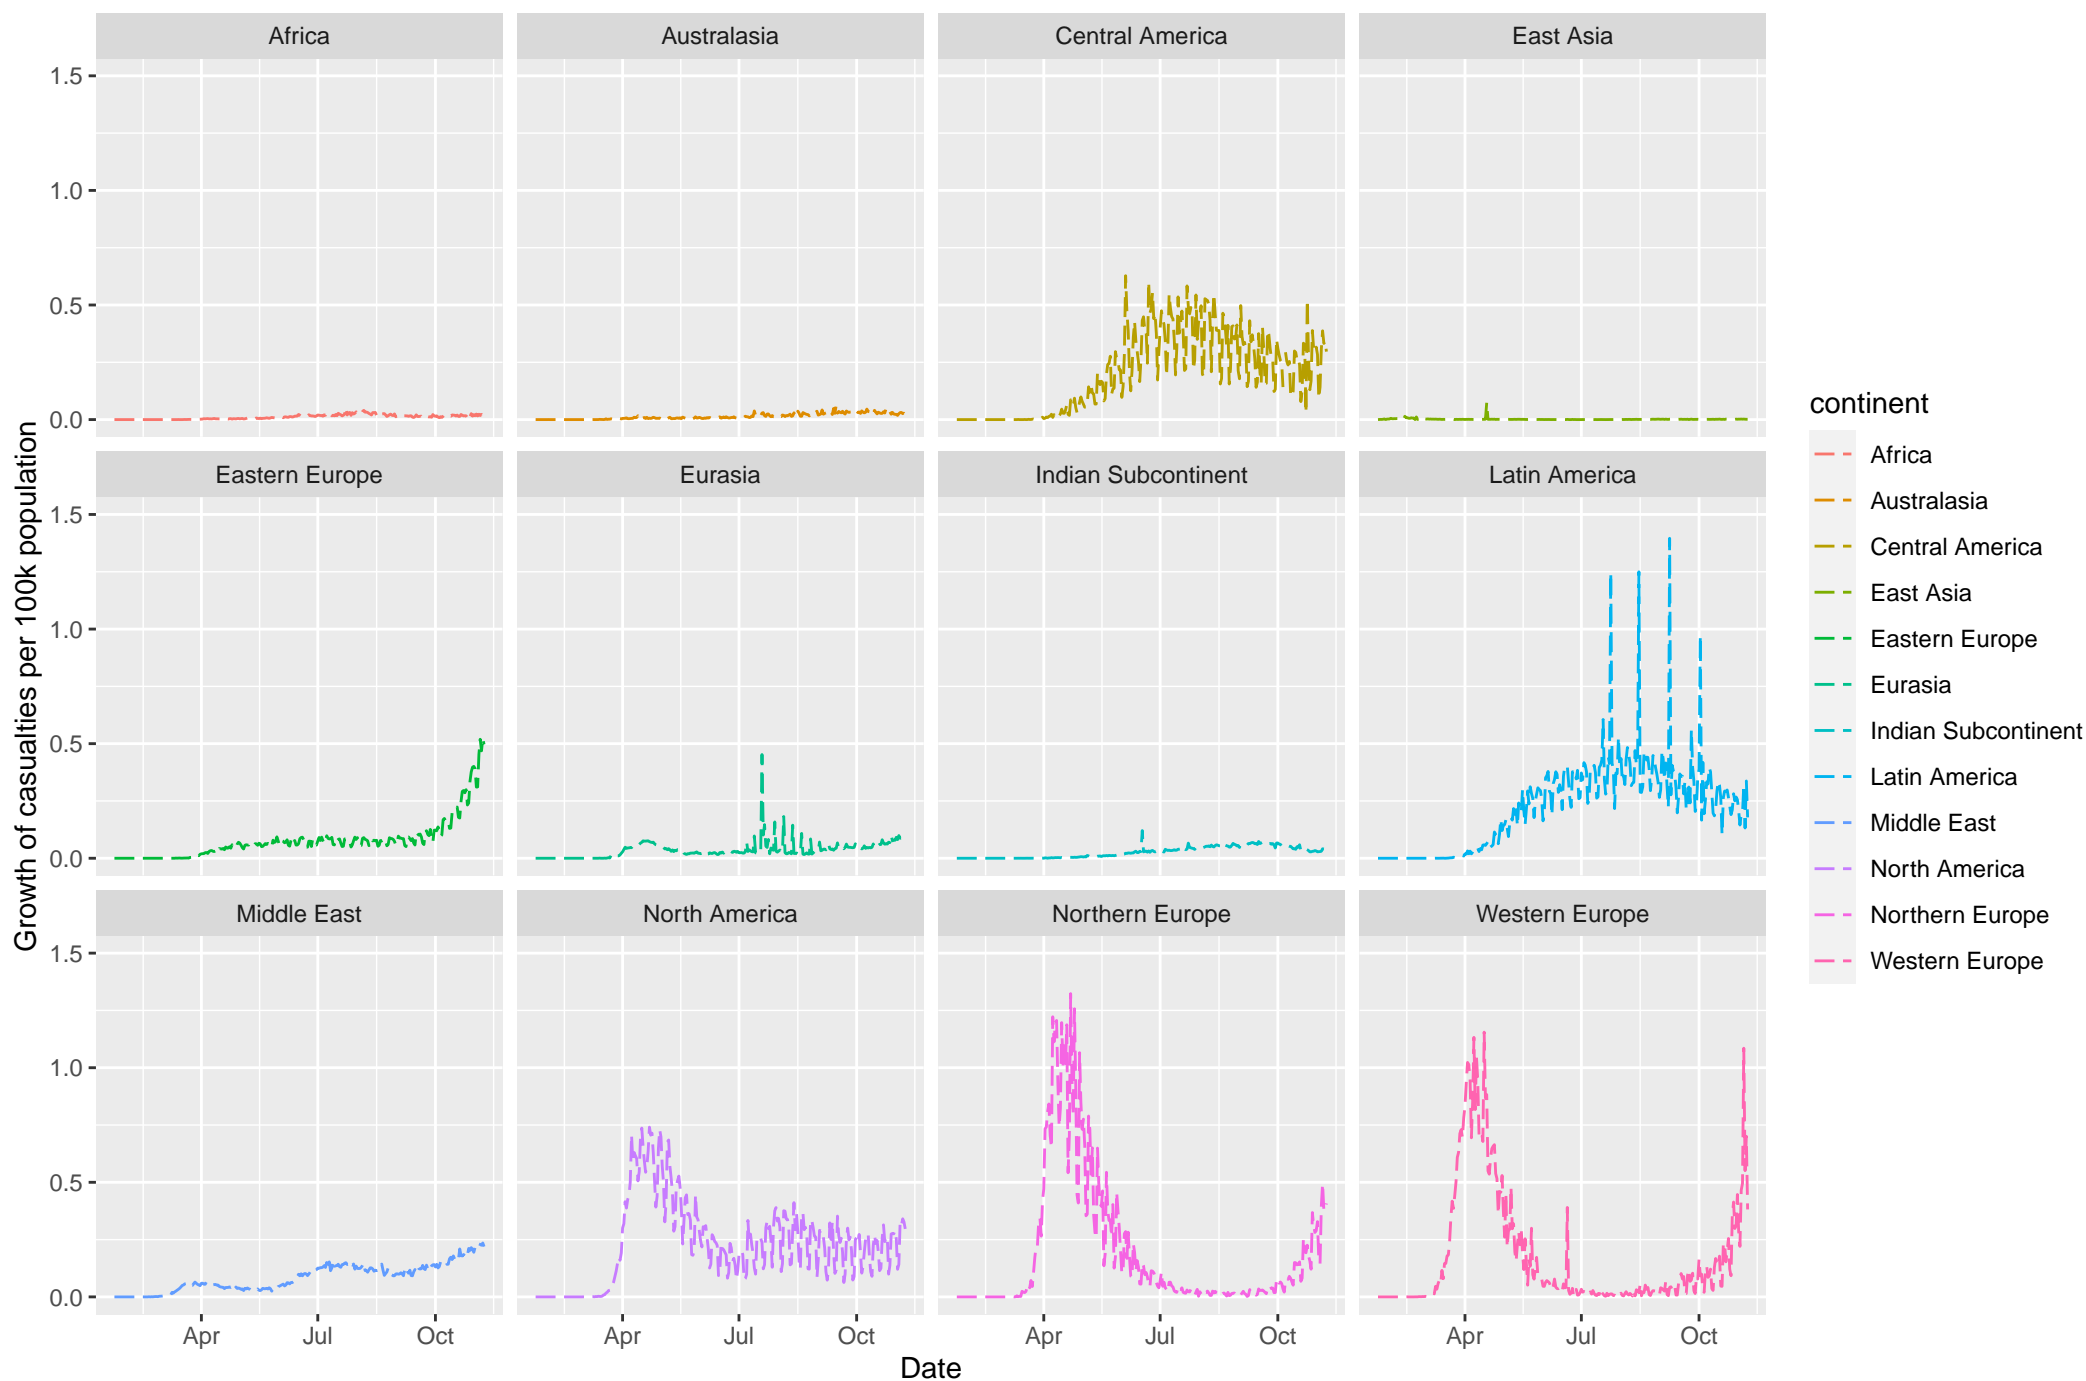 Africa
Australasia
Central America
East Asia
1.5
1.0
0.5
0.0
Eastern Europe
Eurasia
Indian Subcontinent
Latin America
1.5
1.0
0.5
0.0
Middle East
North America
Northern Europe
Western Europe
1.5
1.0
0.5
0.0
Apr Jul Oct
Apr Jul Oct
Apr Jul Oct
Apr Jul Oct
Date
Growth of casualties per 100k population
continent
Africa
Australasia
Central America
East Asia
Eastern Europe
Eurasia
Indian Subcontinent
Latin America
Middle East
North America
Northern Europe
Western Europe